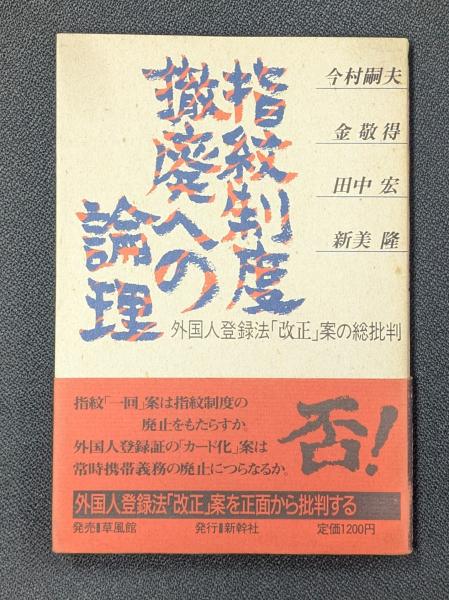 指紋制度
撤廃への
論理
今村嗣夫
金敬得
田中宏
新美隆
外国人登録法「改正」案の総批判
指紋「一回」案は指紋制度の
廃止をもたらすか。
外国人登録証の「カード化」案は
常時携帯義務の廃止につらなるか。
否!
外国人登録法「改正」案を正面から批判する
発売‖草風館
発行‖新幹社
定価1200円